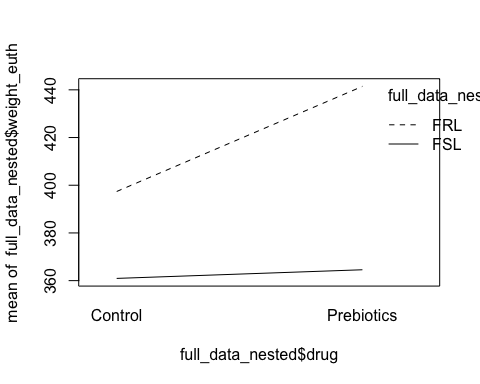 mean of full_data_nested$weight_euth
440
420
400
380
360
full_data_nes
FRL
FSL
Control
Prebiotics
full_data_nested$drug